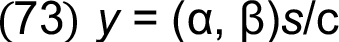 (73) y = (α, β)s/c